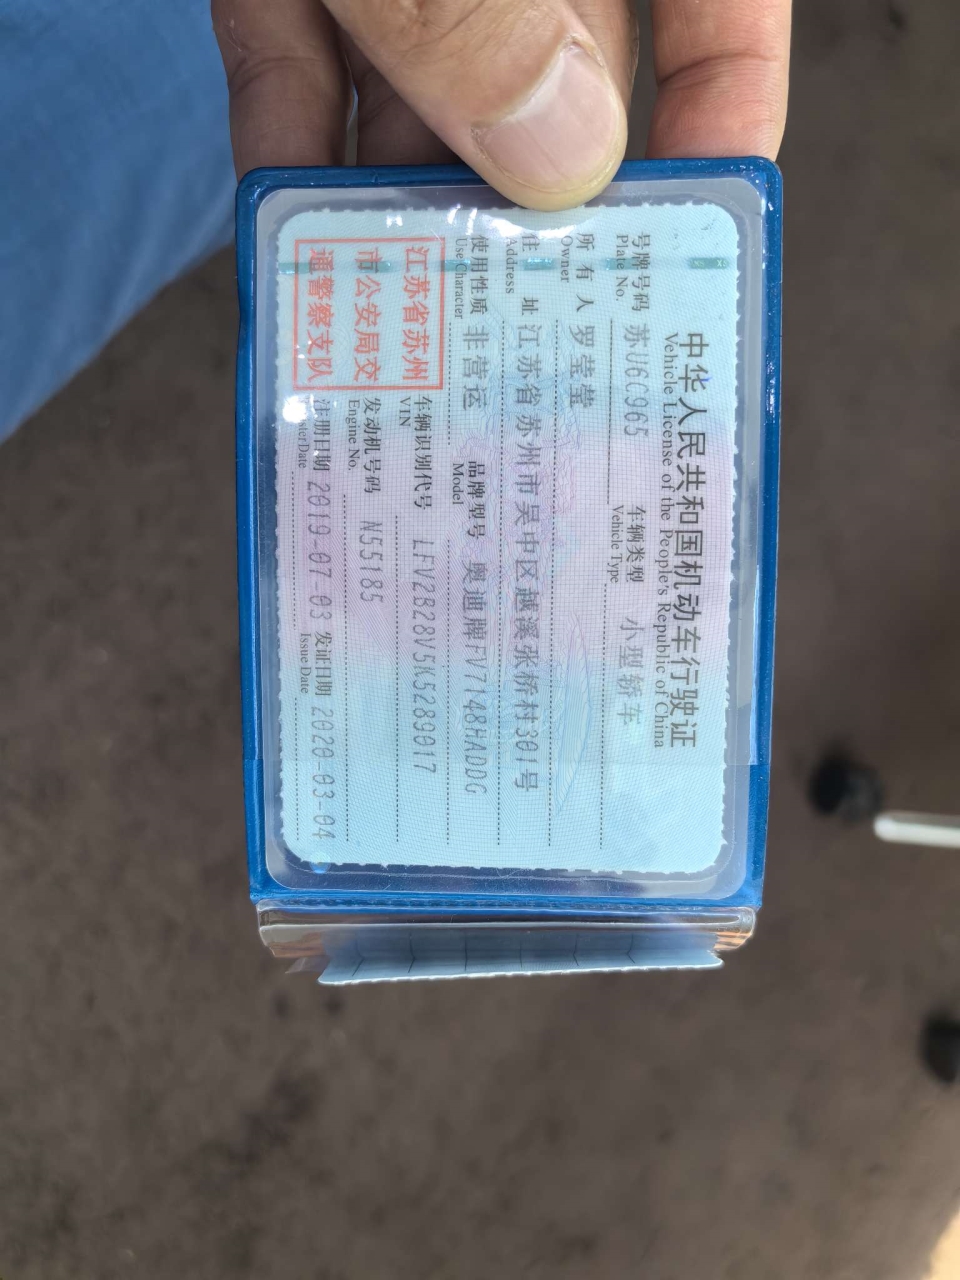 中华人民共和国机动车行驶证
Vehicle License of the People's Republic of China
号牌号码 苏U6C965 车辆类型 小型轿车
Plate No. Vehicle Type
所有人 罗莹莹
Owner
住址 江苏省苏州市吴中区越溪张桥村301号
Address
使用性质 非营运 品牌型号 奥迪牌FV7148HADDG
Use Character Model
江苏省苏州
市公安局交
通警察支队
车辆识别代号 LFV2B28V5K5289017
VIN
发动机号码 N55185
Engine No.
注册日期 2019-07-03 发证日期 2020-03-04
Date Issue Date